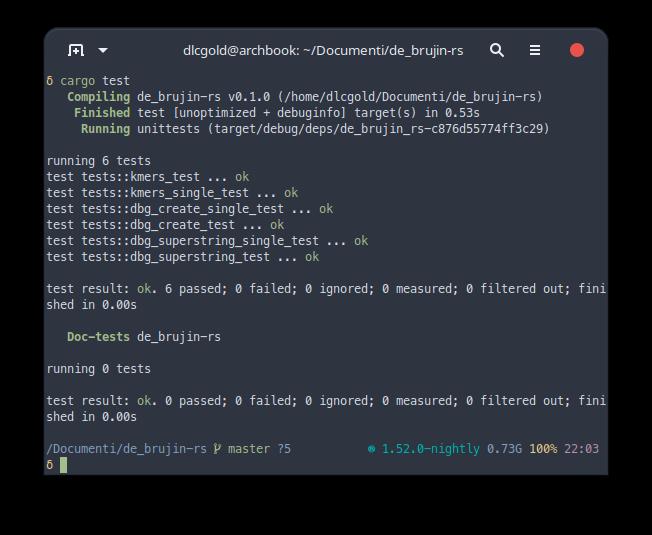 dlcgold@archbook: ~/Documenti/de_brujin-rs
δ cargo test
Compiling de_brujin-rs v0.1.0 (/home/dlcgold/Documenti/de_brujin-rs)
Finished test [unoptimized + debuginfo] target(s) in 0.53s
Running unittests (target/debug/deps/de_brujin_rs-c876d55774ff3c29)
running 6 tests
test tests::kmers_test ... ok
test tests::kmers_single_test ... ok
test tests::dbg_create_single_test ... ok
test tests::dbg_create_test ... ok
test tests::dbg_superstring_single_test ... ok
test tests::dbg_superstring_test ... ok
test result: ok. 6 passed; 0 failed; 0 ignored; 0 measured; 0 filtered out; fini
shed in 0.00s
Doc-tests de_brujin-rs
running 0 tests
test result: ok. 0 passed; 0 failed; 0 ignored; 0 measured; 0 filtered out; fini
shed in 0.00s
/Documenti/de_brujin-rs master ?5 1.52.0-nightly 0.73G 100% 22:03
δ